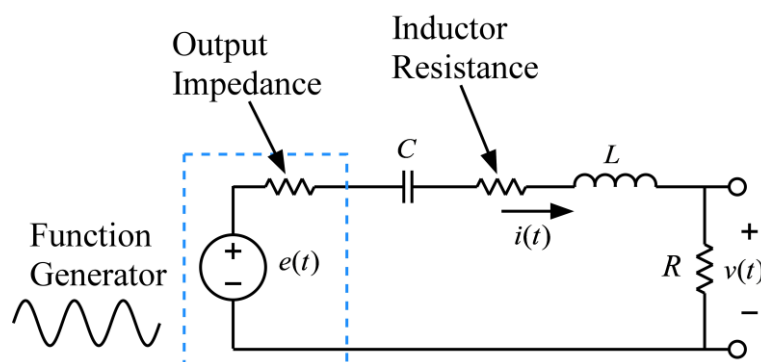 Output
Impedance
Inductor
Resistance
C
L
i(t)
Function
Generator
+
−
e(t)
R
+
v(t)
−